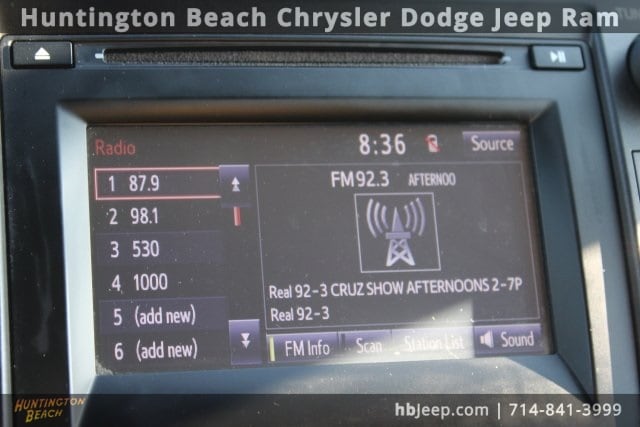 Huntington Beach Chrysler Dodge Jeep Ram
Radio 8:36 Source
1 87.9
2 98.1
3 530
4 1000
5 (add new)
6 (add new)
FM 92.3 AFTERNOO
Real 92-3 CRUZ SHOW AFTERNOONS 2-7P
Real 92-3
FM Info Scan Station List Sound
HUNTINGTON
BEACH
hbjeep.com | 714-841-3999